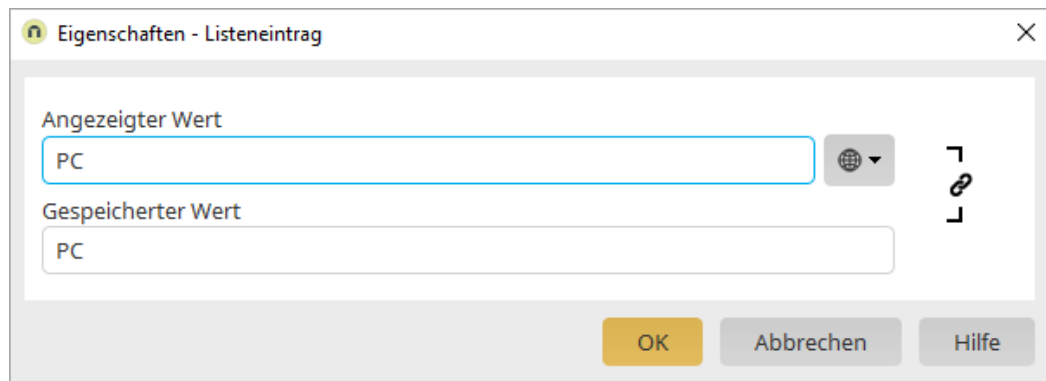 Eigenschaften - Listeneintrag
Angezeigter Wert
PC
Gespeicherter Wert
PC
OK Abbrechen Hilfe